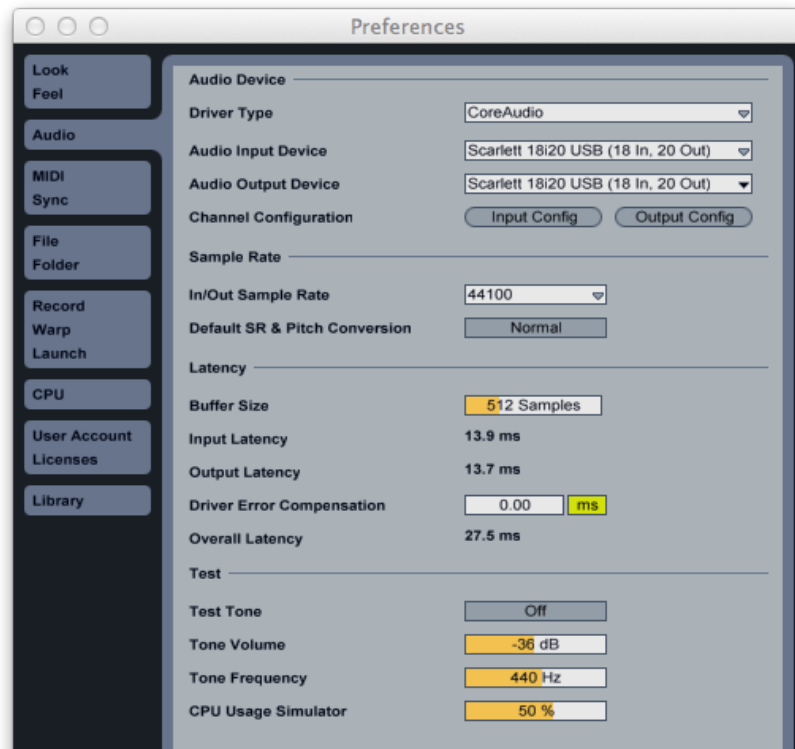 Preferences
Look
Feel
Audio
MIDI
Sync
File
Folder
Record
Warp
Launch
CPU
User Account
Licenses
Library
Audio Device
Driver Type CoreAudio
Audio Input Device Scarlett 18i20 USB (18 In, 20 Out)
Audio Output Device Scarlett 18i20 USB (18 In, 20 Out)
Channel Configuration Input Config Output Config
Sample Rate
In/Out Sample Rate 44100
Default SR & Pitch Conversion Normal
Latency
Buffer Size 512 Samples
Input Latency 13.9 ms
Output Latency 13.7 ms
Driver Error Compensation 0.00 ms
Overall Latency 27.5 ms
Test
Test Tone Off
Tone Volume -36 dB
Tone Frequency 440 Hz
CPU Usage Simulator 50 %